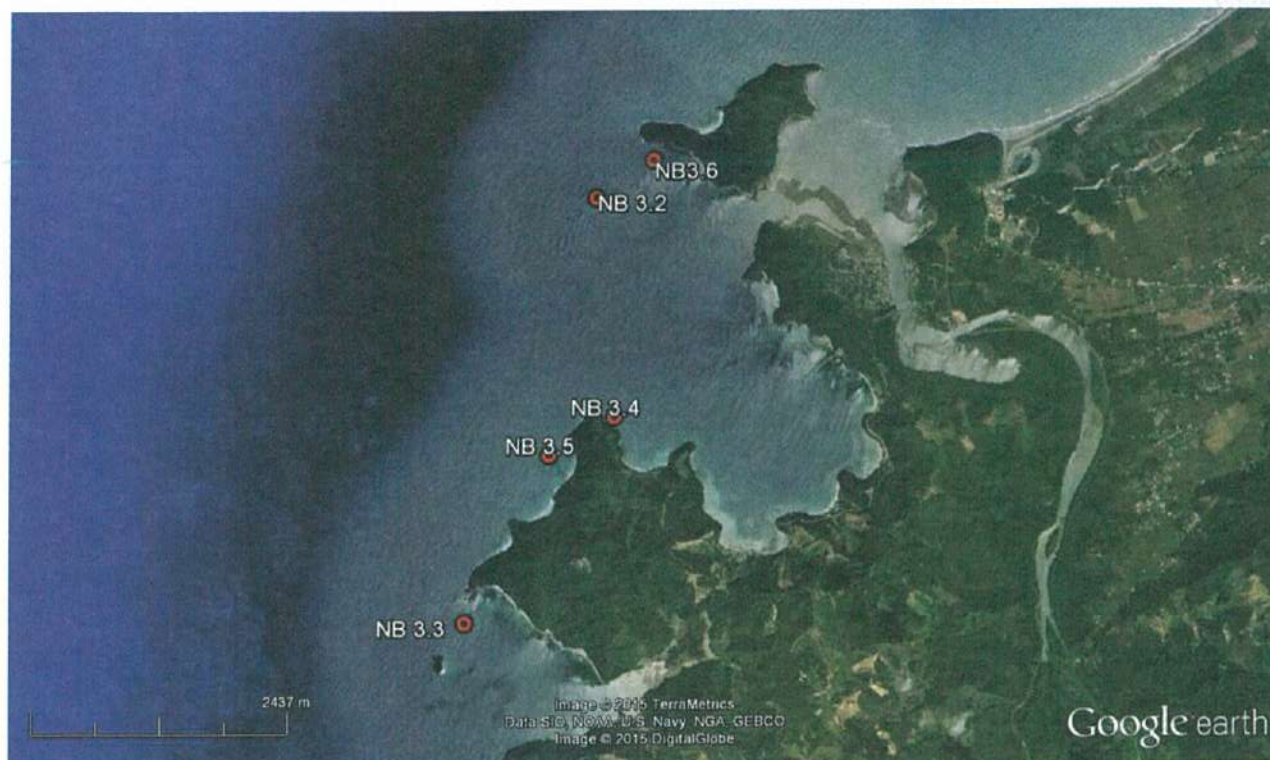 NB3.6
NB 3.2
NB 3.4
NB 3.5
NB 3.3
2437 m
Image © 2015 TerraMetrics
Data SIO, NOAA, U.S. Navy, NGA, GEBCO
Image © 2015 DigitalGlobe
Google earth